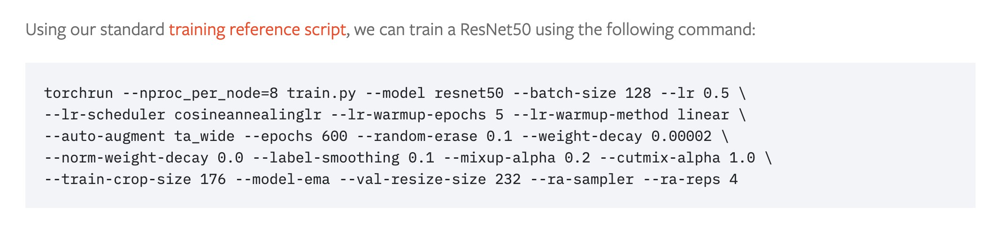 Using our standard training reference script, we can train a ResNet50 using the following command:
torchrun --nproc_per_node=8 train.py --model resnet50 --batch-size 128 --lr 0.5 \
--lr-scheduler cosineannealinglr --lr-warmup-epochs 5 --lr-warmup-method linear \
--auto-augment ta_wide --epochs 600 --random-erase 0.1 --weight-decay 0.00002 \
--norm-weight-decay 0.0 --label-smoothing 0.1 --mixup-alpha 0.2 --cutmix-alpha 1.0 \
--train-crop-size 176 --model-ema --val-resize-size 232 --ra-sampler --ra-reps 4